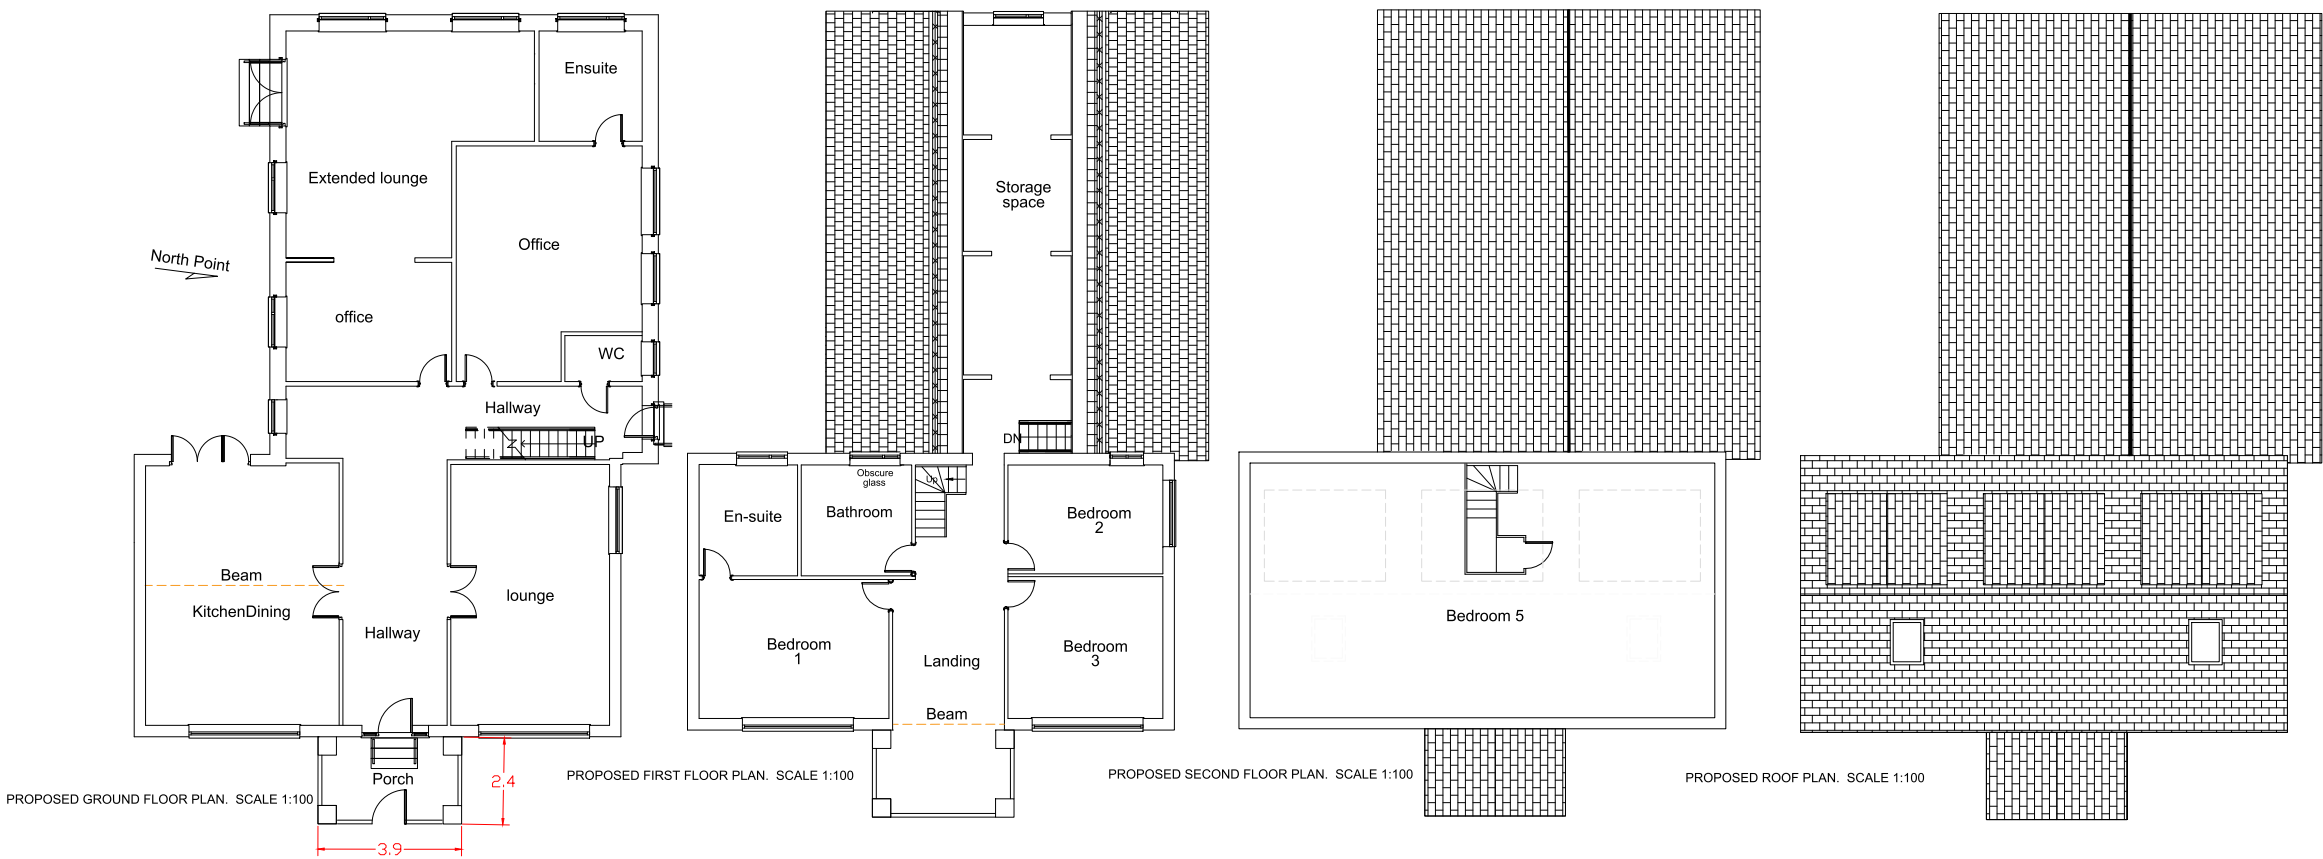 Ensuite
Extended lounge
Office
North Point
office
WC
Hallway
UP
Beam
KitchenDining
lounge
Hallway
Porch
2.4
3.9
PROPOSED GROUND FLOOR PLAN. SCALE 1:100
Storage
space
DN
Obscure
glass
Up
En-suite
Bathroom
Bedroom
2
Bedroom
1
Landing
Bedroom
3
Beam
PROPOSED FIRST FLOOR PLAN. SCALE 1:100
Bedroom 5
PROPOSED SECOND FLOOR PLAN. SCALE 1:100
PROPOSED ROOF PLAN. SCALE 1:100